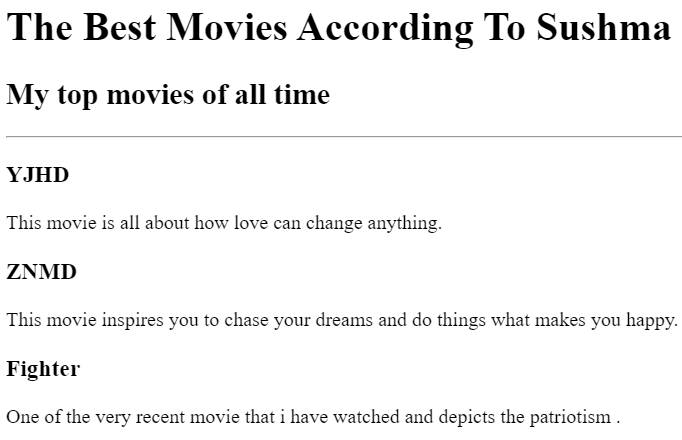 The Best Movies According To Sushma
My top movies of all time
YJHD
This movie is all about how love can change anything.
ZNMD
This movie inspires you to chase your dreams and do things what makes you happy.
Fighter
One of the very recent movie that i have watched and depicts the patriotism .